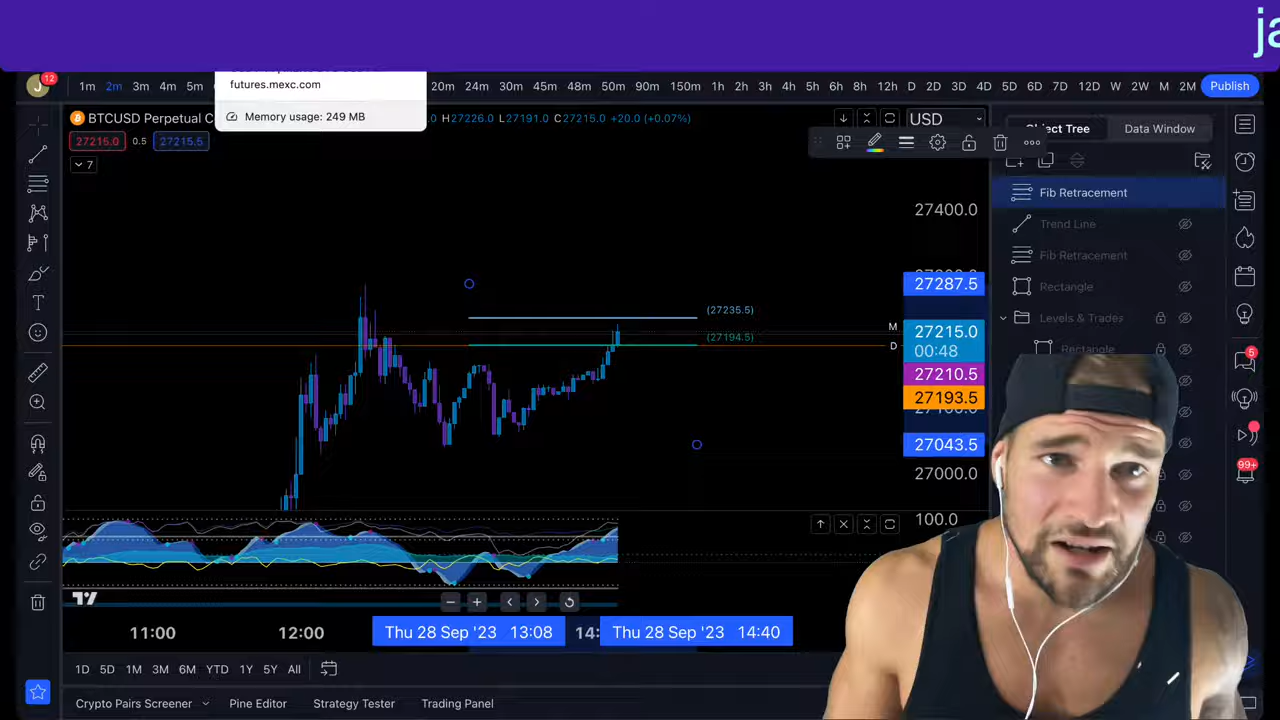 ja
J
12
1m 2m 3m 4m 5m 20m 24m 30m 45m 48m 50m 90m 150m 1h 2h 3h 4h 5h 6h 8h 12h D 2D 3D 4D 5D 6D 7D 12D W 2W M 2M
Publish
futures.mexc.com
Memory usage: 249 MB
BTCUSD Perpetual C
H27226.0 L27191.0 C27215.0 +20.0 (+0.07%)
USD
27215.0 0.5 27215.5
7
Object Tree Data Window
Fib Retracement
Trend Line
Fib Retracement
Rectangle
Levels & Trades
Rectangle
27400.0
27287.5
(27235.5)
M
27215.0
00:48
(27194.5)
D
27210.5
27193.5
27043.5
27000.0
100.0
5
99+
11:00 12:00 Thu 28 Sep '23 13:08 14: Thu 28 Sep '23 14:40
1D 5D 1M 3M 6M YTD 1Y 5Y All
Crypto Pairs Screener Pine Editor Strategy Tester Trading Panel